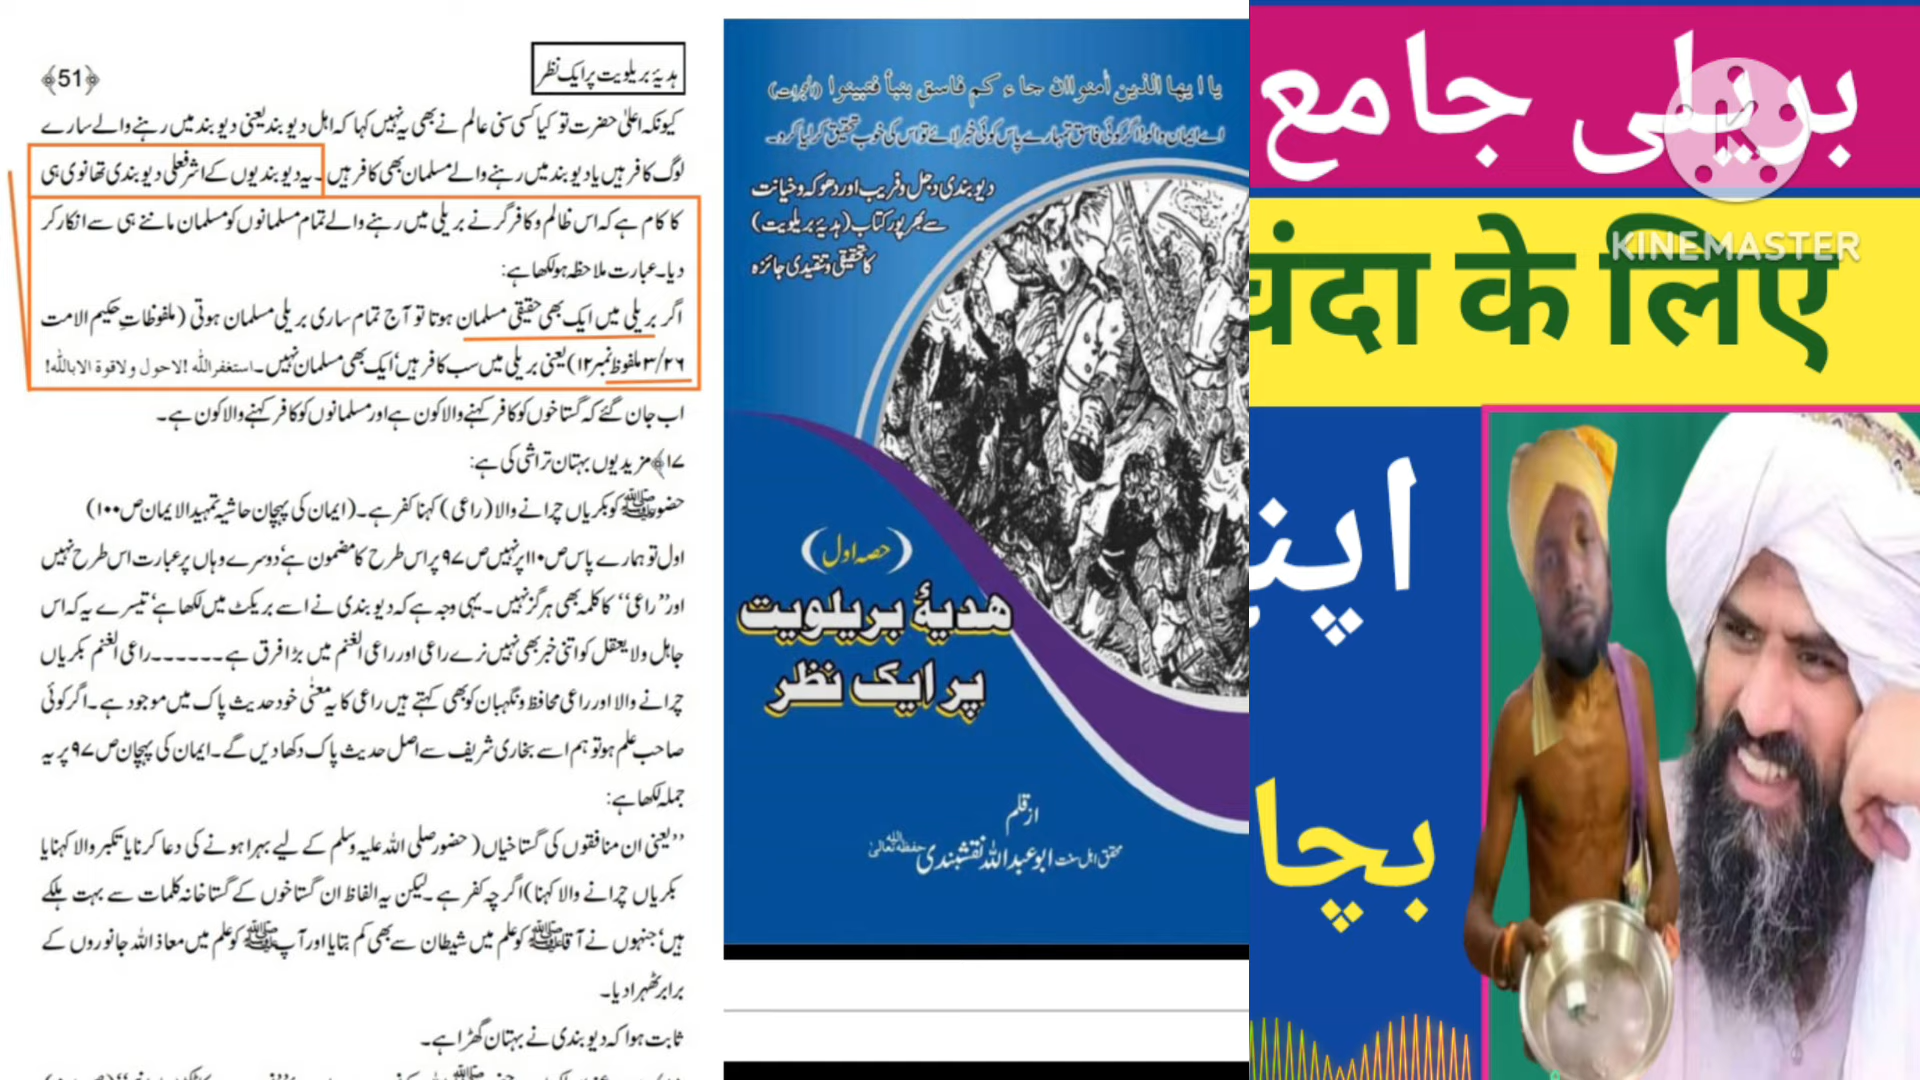 ہدیۂ بریلویت پر ایک نظر
﴿51﴾
کیونکہ اعلیٰ حضرت تو کیا کسی سنی عالم نے بھی یہ نہیں کہا کہ اہل دیوبند یعنی دیوبند میں رہنے والے سارے
لوگ کافر ہیں یا دیوبند میں رہنے والے مسلمان بھی کافر ہیں۔ یہ دیوبندیوں کے اشرفعلی دیوبندی تھانوی ہی
کا کام ہے کہ اس ظالم و کافر گر نے بریلی میں رہنے والے تمام مسلمانوں کو مسلمان ماننے ہی سے انکار کر
دیا۔ عبارت ملاحظہ ہو لکھا ہے:
اگر بریلی میں ایک بھی حقیقی مسلمان ہوتا تو آج تمام ساری بریلی مسلمان ہوتی (ملفوظاتِ حکیم الامت
۳/۲۶ ملفوظ نمبر ۱۲) یعنی بریلی میں سب کافر ہیں‘ ایک بھی مسلمان نہیں۔ استغفر اللہ! لا حول ولا قوۃ الا باللہ!
اب جان گئے کہ گستاخوں کو کافر کہنے والا کون ہے اور مسلمانوں کو کافر کہنے والا کون ہے۔
۱۷﴾ مزید یوں بہتان تراشی کی ہے:
حضور ﷺ کو بکریاں چرانے والا (راعی) کہنا کفر ہے۔ (ایمان کی پہچان حاشیہ تمہید الایمان ص ۱۰۰)
اول تو ہمارے پاس ص ۱۱۰ پر نہیں ص ۹۷ پر اس طرح کا مضمون ہے‘ دوسرے وہاں پر عبارت اس طرح نہیں
اور ’’راعی‘‘ کا کلمہ بھی ہرگز نہیں۔ یہی وجہ ہے کہ دیوبندی نے اسے بریکٹ میں لکھا ہے‘ تیسرے یہ کہ اس
جاہل ولا یعقل کو اتنی خبر بھی نہیں نرے راعی اور راعی الغنم میں بڑا فرق ہے۔۔۔۔۔۔راعی الغنم بکریاں
چرانے والا اور راعی محافظ و نگہبان کو بھی کہتے ہیں راعی کا یہ معنٰی خود حدیث پاک میں موجود ہے۔ اگر کوئی
صاحب علم ہو تو ہم اسے بخاری شریف سے اصل حدیث پاک دکھا دیں گے۔ ایمان کی پہچان ص ۹۷ پر یہ
جملہ لکھا ہے:
’’یعنی ان منافقوں کی گستاخیاں (حضور صلی اللہ علیہ وسلم کے لیے بہرا ہونے کی دعا کرنا یا تکبر والا کہنا یا
بکریاں چرانے والا کہنا) اگرچہ کفر ہے۔ لیکن یہ الفاظ ان گستاخوں کے گستاخانہ کلمات سے بہت ہلکے
ہیں‘ جنہوں نے آقا ﷺ کو علم میں شیطان سے بھی کم بتایا اور آپ ﷺ کو علم میں معاذ اللہ جانوروں کے
برابر ٹھہرا دیا۔
ثابت ہوا کہ دیوبندی نے بہتان گھڑا ہے۔
یا ایھا الذین اٰمنوا ان جاء کم فاسق بنبأ فتبینوا (الحجرات)
اے ایمان والو اگر کوئی فاسق تمہارے پاس کوئی خبر لائے تو اس کی خوب تحقیق کر لیا کرو۔
دیوبندی دجل و فریب اور دھوکہ و خیانت
سے بھرپور کتاب (ہدیۂ بریلویت)
کا تحقیقی و تنقیدی جائزہ
(حصہ اول)
ھدیۂ بریلویت
پر ایک نظر
از قلم
محقق اہل سنت ابو عبد اللہ نقشبندی حفظہ اللہ تعالیٰ
بریلی جامع
KINEMASTER
चंदा के लिए
اپنی
بچا